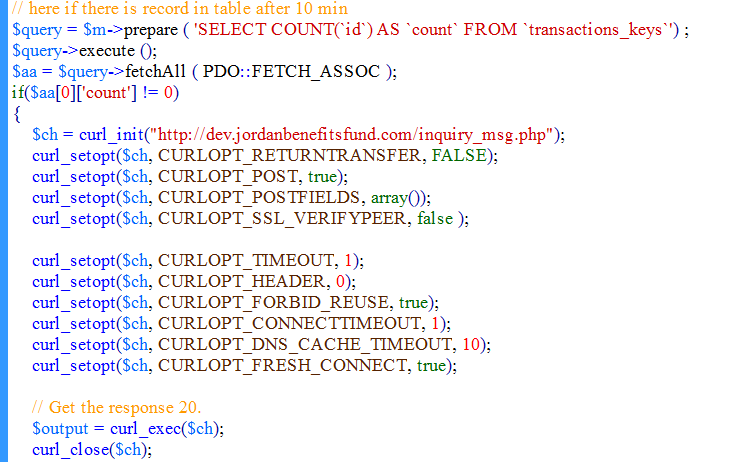 // here if there is record in table after 10 min
$query = $m->prepare ( 'SELECT COUNT(`id`) AS `count` FROM `transactions_keys`') ;
$query->execute ();
$aa = $query->fetchAll ( PDO::FETCH_ASSOC );
if($aa[0]['count'] != 0)
{
$ch = curl_init("http://dev.jordanbenefitsfund.com/inquiry_msg.php");
curl_setopt($ch, CURLOPT_RETURNTRANSFER, FALSE);
curl_setopt($ch, CURLOPT_POST, true);
curl_setopt($ch, CURLOPT_POSTFIELDS, array());
curl_setopt($ch, CURLOPT_SSL_VERIFYPEER, false );
curl_setopt($ch, CURLOPT_TIMEOUT, 1);
curl_setopt($ch, CURLOPT_HEADER, 0);
curl_setopt($ch, CURLOPT_FORBID_REUSE, true);
curl_setopt($ch, CURLOPT_CONNECTTIMEOUT, 1);
curl_setopt($ch, CURLOPT_DNS_CACHE_TIMEOUT, 10);
curl_setopt($ch, CURLOPT_FRESH_CONNECT, true);
// Get the response 20.
$output = curl_exec($ch);
curl_close($ch);